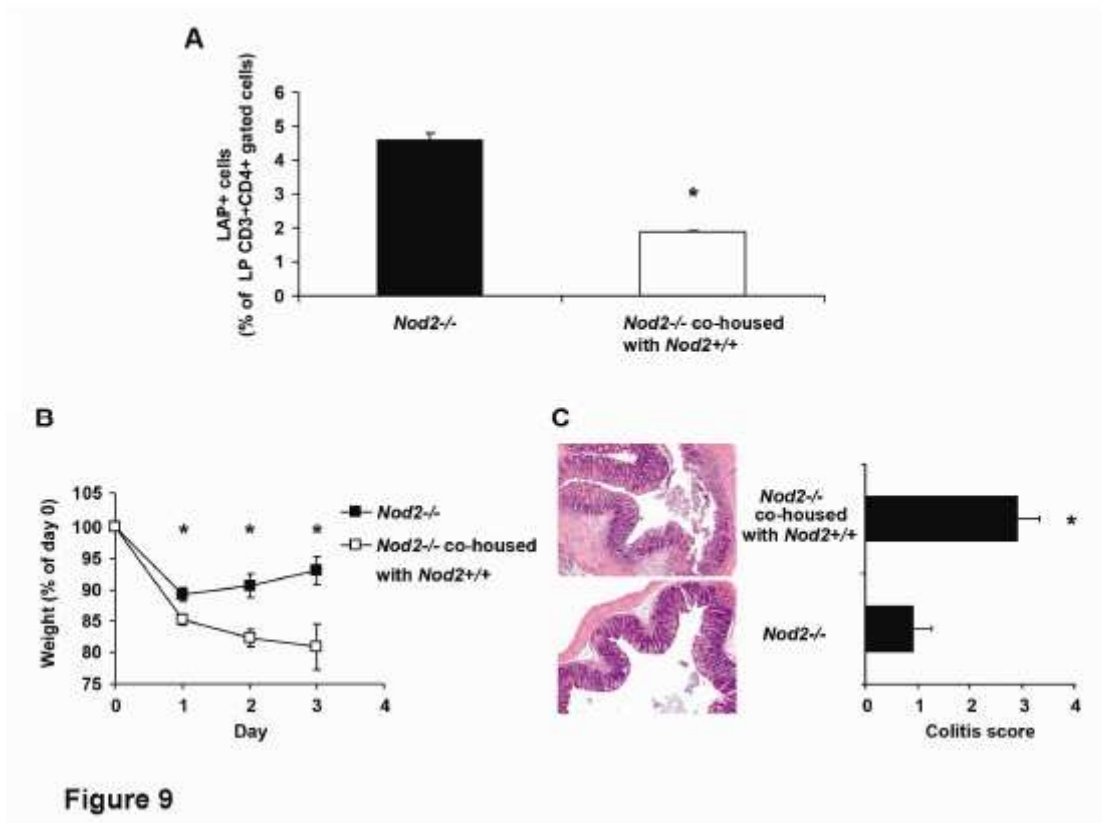 A
LAP+ cells
(% of LP CD3+CD4+ gated cells)
6
5
4
3
2
1
0
*
Nod2-/-
Nod2-/- co-housed
with Nod2+/+
B
Weight (% of day 0)
105
100
95
90
85
80
75
* * *
Nod2-/-
Nod2-/- co-housed
with Nod2+/+
0 1 2 3 4
Day
C
Nod2-/-
co-housed
with Nod2+/+
*
Nod2-/-
0 1 2 3 4
Colitis score
Figure 9